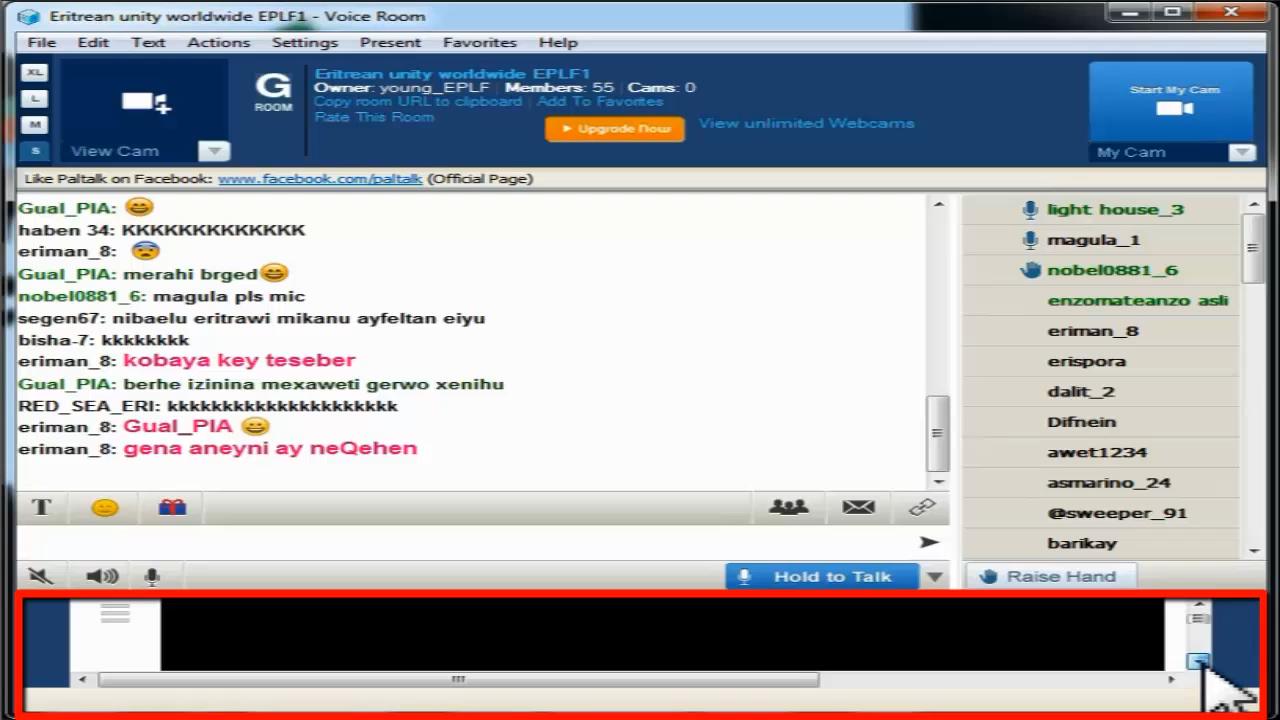 Eritrean unity worldwide EPLF1 - Voice Room
File Edit Text Actions Settings Present Favorites Help
XL
L
M
S
View Cam
G
ROOM
Eritrean unity worldwide EPLF1
Owner: young_EPLF | Members: 55 | Cams: 0
Copy room URL to clipboard | Add To Favorites
Rate This Room
Upgrade Now
View unlimited Webcams
Start My Cam
My Cam
Like Paltalk on Facebook: www.facebook.com/paltalk (Official Page)
Gual_PIA: 😄
haben 34: KKKKKKKKKKKKK
eriman_8: 😨
Gual_PIA: merahi brged😄
nobel0881_6: magula pls mic
segen67: nibaelu eritrawi mikanu ayfeltan eiyu
bisha-7: kkkkkkkk
eriman_8: kobaya key teseber
Gual_PIA: berhe izinina mexaweti gerwo xenihu
RED_SEA_ERI: kkkkkkkkkkkkkkkkkkkkk
eriman_8: Gual_PIA 😀
eriman_8: gena aneyni ay neQehen
light house_3
magula_1
nobel0881_6
enzomateanzo asli
eriman_8
erispora
dalit_2
Difnein
awet1234
asmarino_24
@sweeper_91
barikay
T
Hold to Talk
Raise Hand